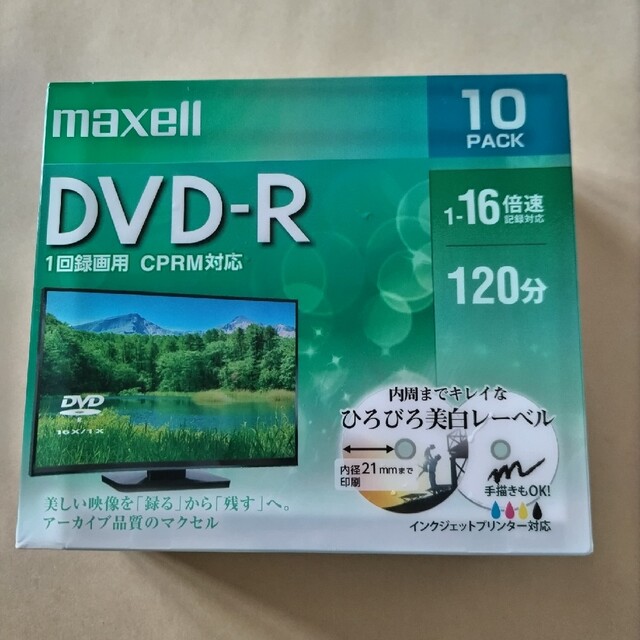 maxell
10
PACK
DVD-R
1-16倍速
記録対応
1回録画用 CPRM対応
120分
DVD
R
16X/1X
内周までキレイな
ひろびろ美白レーベル
内径21mmまで
印刷
手描きもOK!
インクジェットプリンター対応
美しい映像を「録る」から「残す」へ。
アーカイブ品質のマクセル